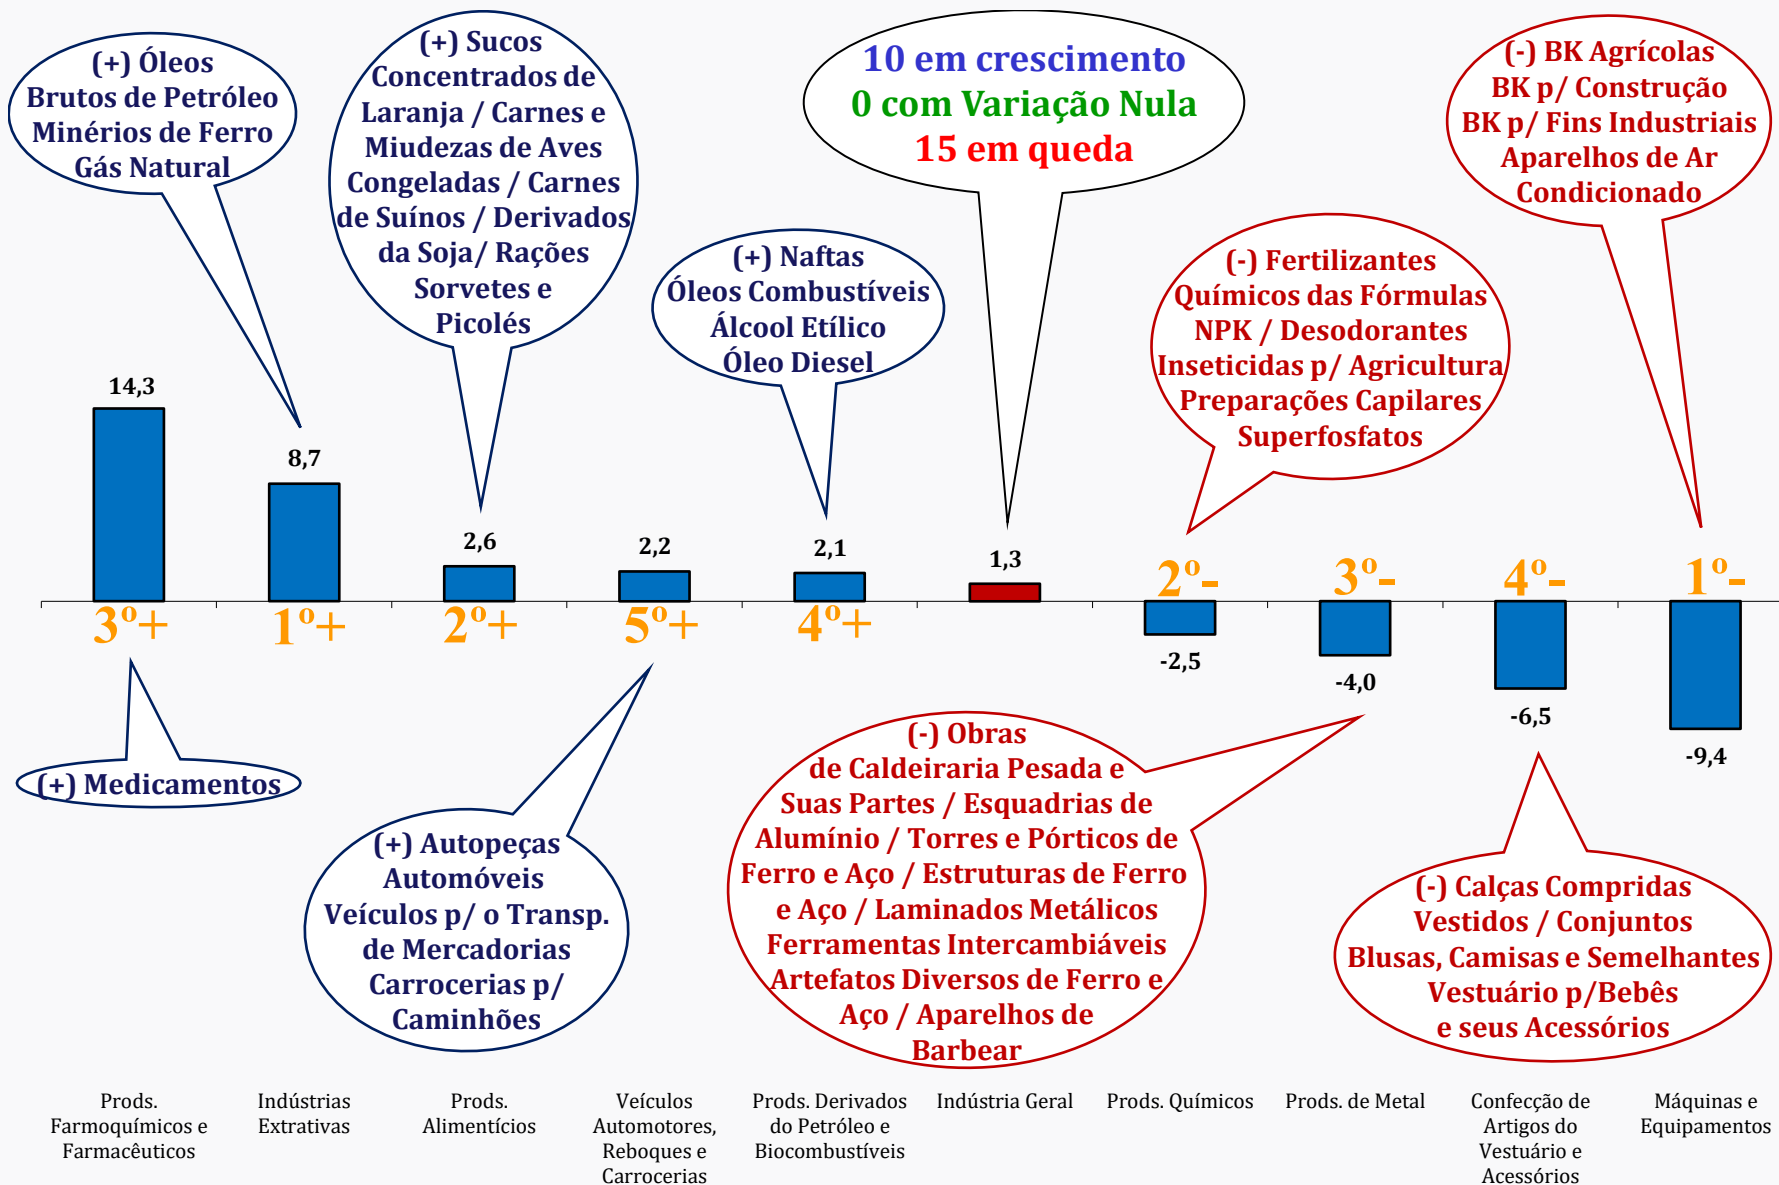 (+) Óleos
Brutos de Petróleo
Minérios de Ferro
Gás Natural
(+) Sucos
Concentrados de
Laranja / Carnes e
Miudezas de Aves
Congeladas / Carnes
de Suínos / Derivados
da Soja/ Rações
Sorvetes e
Picolés
(+) Naftas
Óleos Combustíveis
Álcool Etílico
Óleo Diesel
10 em crescimento
0 com Variação Nula
15 em queda
(-) Fertilizantes
Químicos das Fórmulas
NPK / Desodorantes
Inseticidas p/ Agricultura
Preparações Capilares
Superfosfatos
(-) BK Agrícolas
BK p/ Construção
BK p/ Fins Industriais
Aparelhos de Ar
Condicionado
14,3
8,7
2,6
2,2
2,1
1,3
2º-
3º-
4º-
1º-
3º+
1º+
2º+
5º+
4º+
-2,5
-4,0
-6,5
-9,4
(+) Medicamentos
(+) Autopeças
Automóveis
Veículos p/ o Transp.
de Mercadorias
Carrocerias p/
Caminhões
(-) Obras
de Caldeiraria Pesada e
Suas Partes / Esquadrias de
Alumínio / Torres e Pórticos de
Ferro e Aço / Estruturas de Ferro
e Aço / Laminados Metálicos
Ferramentas Intercambiáveis
Artefatos Diversos de Ferro e
Aço / Aparelhos de
Barbear
(-) Calças Compridas
Vestidos / Conjuntos
Blusas, Camisas e Semelhantes
Vestuário p/Bebês
e seus Acessórios
Prods.
Farmoquímicos e
Farmacêuticos
Indústrias
Extrativas
Prods.
Alimentícios
Veículos
Automotores,
Reboques e
Carrocerias
Prods. Derivados
do Petróleo e
Biocombustíveis
Indústria Geral
Prods. Químicos
Prods. de Metal
Confecção de
Artigos do
Vestuário e
Acessórios
Máquinas e
Equipamentos